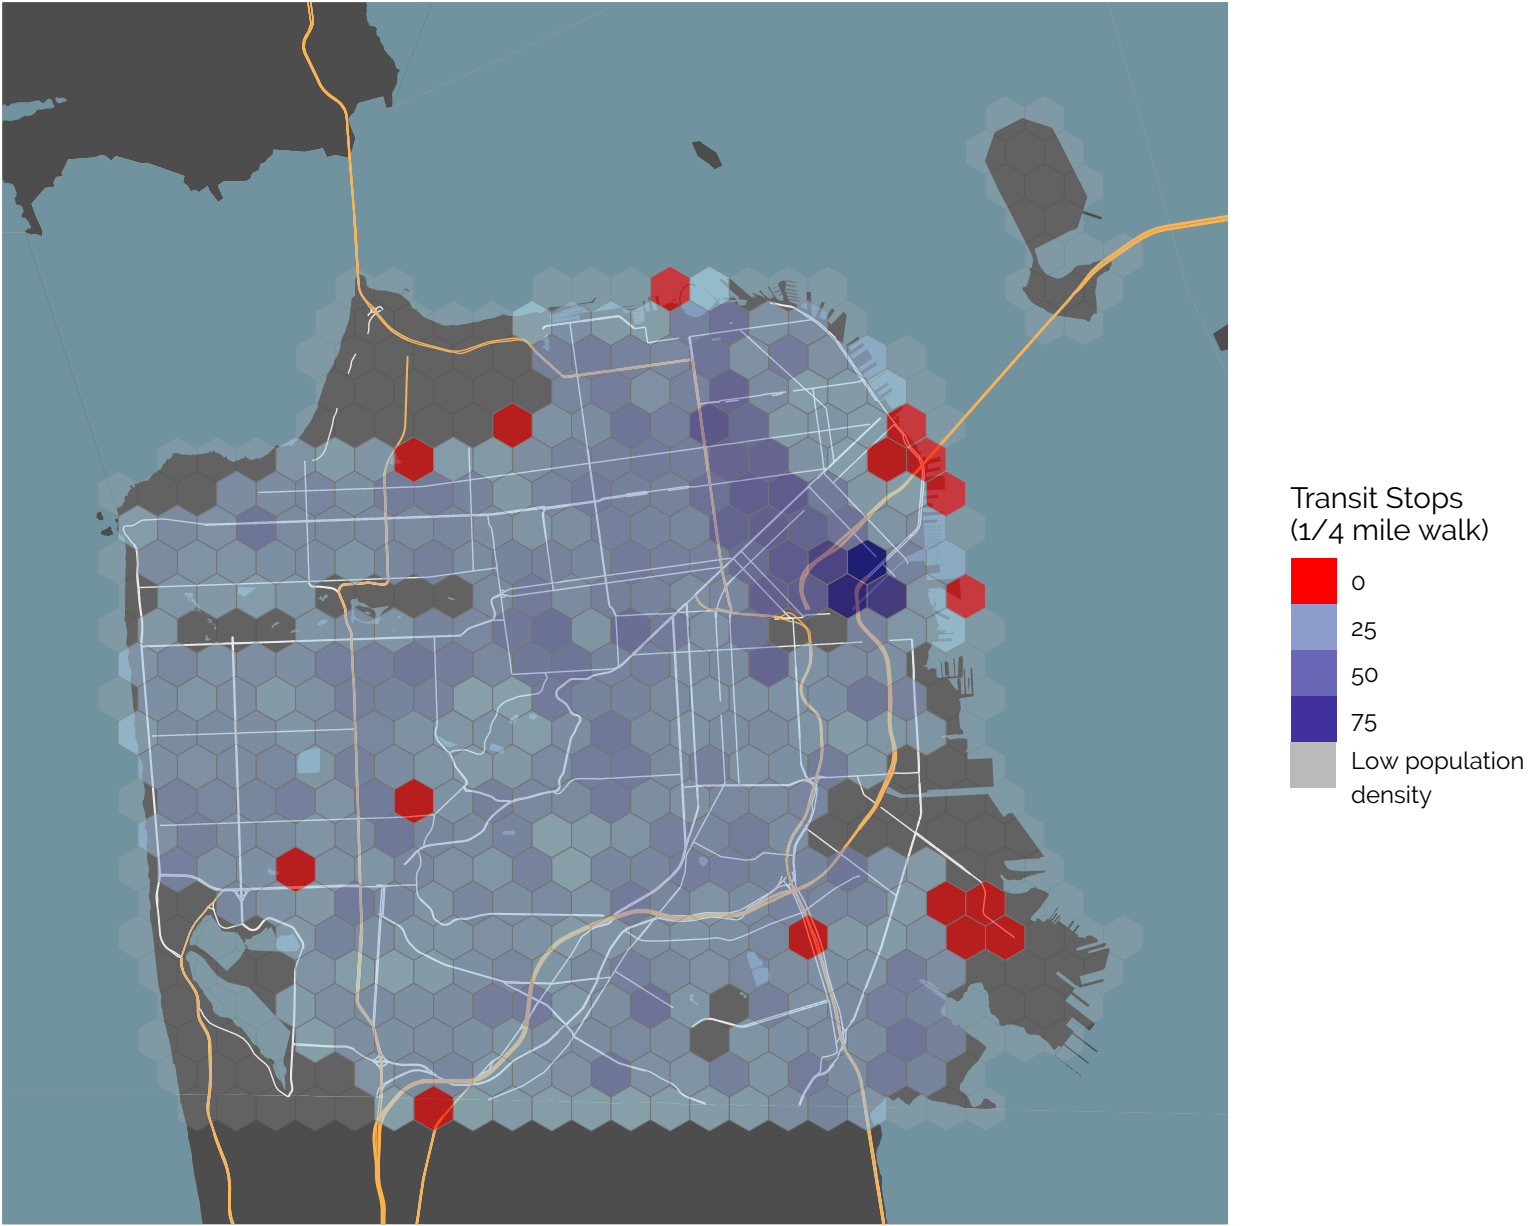 Transit Stops
(1/4 mile walk)
0
25
50
75
Low population
density